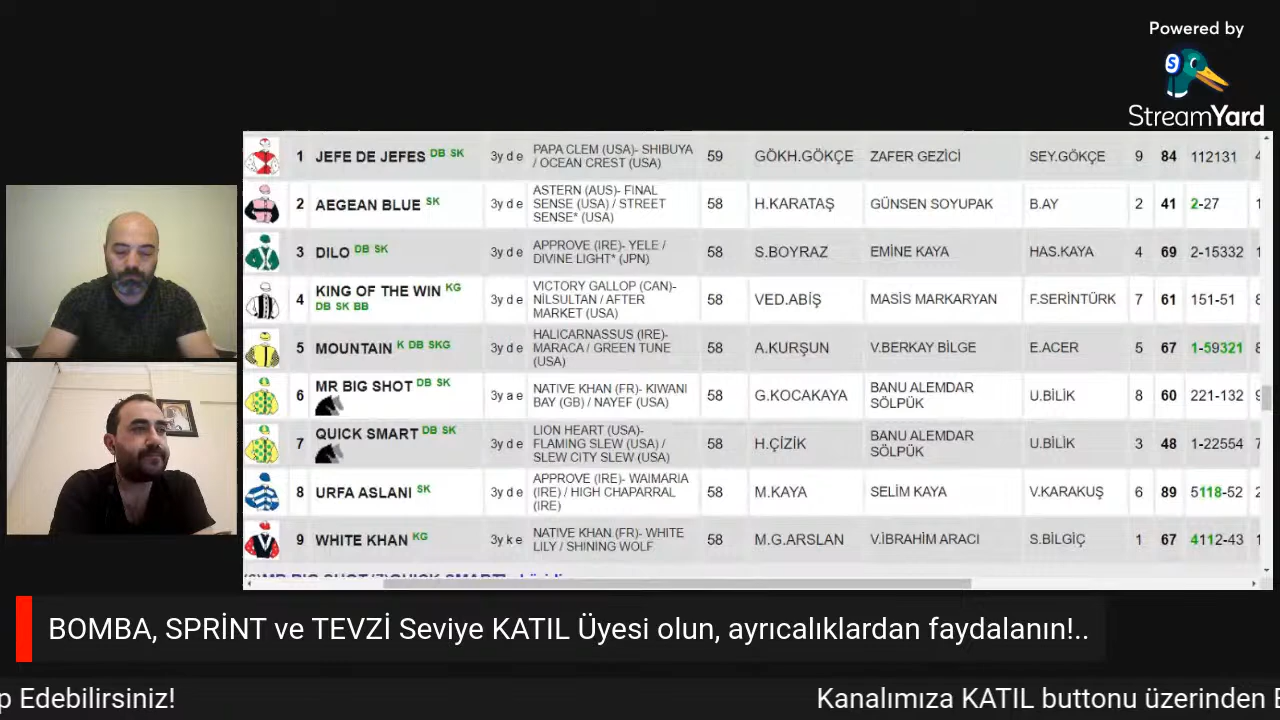 Powered by
StreamYard
1 JEFE DE JEFES DB SK 3y d e PAPA CLEM (USA)- SHIBUYA / OCEAN CREST (USA) 59 GÖKH.GÖKÇE ZAFER GEZİCİ SEY.GÖKÇE 9 84 112131
2 AEGEAN BLUE SK 3y d e ASTERN (AUS)- FINAL SENSE (USA) / STREET SENSE* (USA) 58 H.KARATAŞ GÜNSEN SOYUPAK B.AY 2 41 2-27
3 DILO DB SK 3y d e APPROVE (IRE)- YELE / DIVINE LIGHT* (JPN) 58 S.BOYRAZ EMİNE KAYA HAS.KAYA 4 69 2-15332
4 KING OF THE WIN KG DB SK BB 3y d e VICTORY GALLOP (CAN)- NİLSULTAN / AFTER MARKET (USA) 58 VED.ABİŞ MASİS MARKARYAN F.SERİNTÜRK 7 61 151-51
5 MOUNTAIN K DB SKG 3y d e HALICARNASSUS (IRE)- MARACA / GREEN TUNE (USA) 58 A.KURŞUN V.BERKAY BİLGE E.ACER 5 67 1-59321
6 MR BIG SHOT DB SK 3y a e NATIVE KHAN (FR)- KIWANI BAY (GB) / NAYEF (USA) 58 G.KOCAKAYA BANU ALEMDAR SÖLPÜK U.BİLİK 8 60 221-132
7 QUICK SMART DB SK 3y d e LION HEART (USA)- FLAMING SLEW (USA) / SLEW CITY SLEW (USA) 58 H.ÇİZİK BANU ALEMDAR SÖLPÜK U.BİLİK 3 48 1-22554
8 URFA ASLANI SK 3y d e APPROVE (IRE)- WAIMARIA (IRE) / HIGH CHAPARRAL (IRE) 58 M.KAYA SELİM KAYA V.KARAKUŞ 6 89 5118-52
9 WHITE KHAN KG 3y k e NATIVE KHAN (FR)- WHITE LILY / SHINING WOLF 58 M.G.ARSLAN V.İBRAHİM ARACI S.BİLGİÇ 1 67 4112-43
BOMBA, SPRİNT ve TEVZİ Seviye KATIL Üyesi olun, ayrıcalıklardan faydalanın!..
p Edebilirsiniz! Kanalımıza KATIL buttonu üzerinden